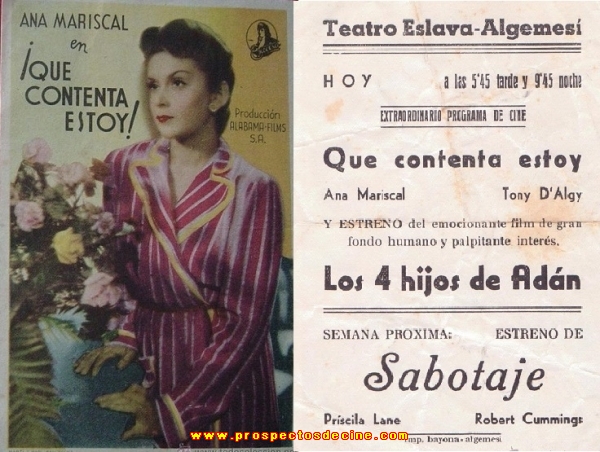 ANA MARISCAL
en
¡QUE
CONTENTA
ESTOY!
Producción
ALABAMA-FILMS
S.A.
Teatro Eslava-Algemesí
HOY a las 5'45 tarde y 9'45 noche
EXTRAORDINARIO PROGRAMA DE CINE
Que contenta estoy
Ana Mariscal Tony D'Algy
Y ESTRENO del emocionante film de gran
fondo humano y palpitante interés.
Los 4 hijos de Adán
SEMANA PROXIMA: ESTRENO DE
Sabotaje
Príscila Lane Robert Cummings
imp. bayona-algemesi
www.prospectosdecine.com